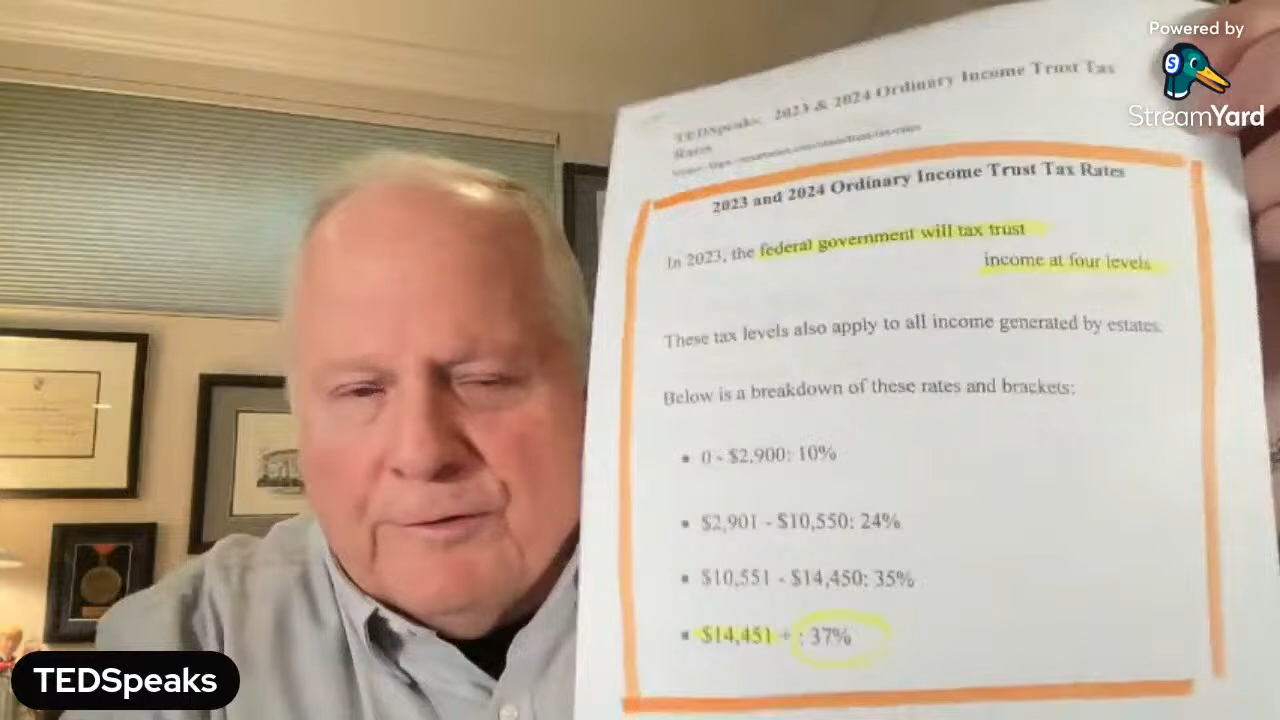 Powered by
StreamYard
TEDSpeaks: 2023 & 2024 Ordinary Income Trust Tax
Rates
2023 and 2024 Ordinary Income Trust Tax Rates
In 2023, the federal government will tax trust
income at four levels
These tax levels also apply to all income generated by estates.
Below is a breakdown of these rates and brackets:
• 0 - $2,900: 10%
• $2,901 - $10,550: 24%
• $10,551 - $14,450: 35%
• $14,451 + : 37%
TEDSpeaks